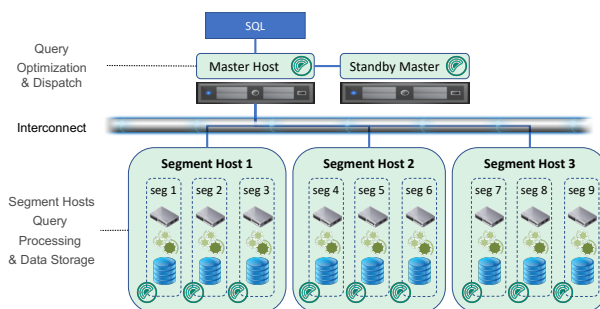 SQL
Query
Optimization
& Dispatch
Master Host
Standby Master
Interconnect
Segment Host 1
Segment Host 2
Segment Host 3
seg 1
seg 2
seg 3
seg 4
seg 5
seg 6
seg 7
seg 8
seg 9
Segment Hosts
Query
Processing
& Data Storage